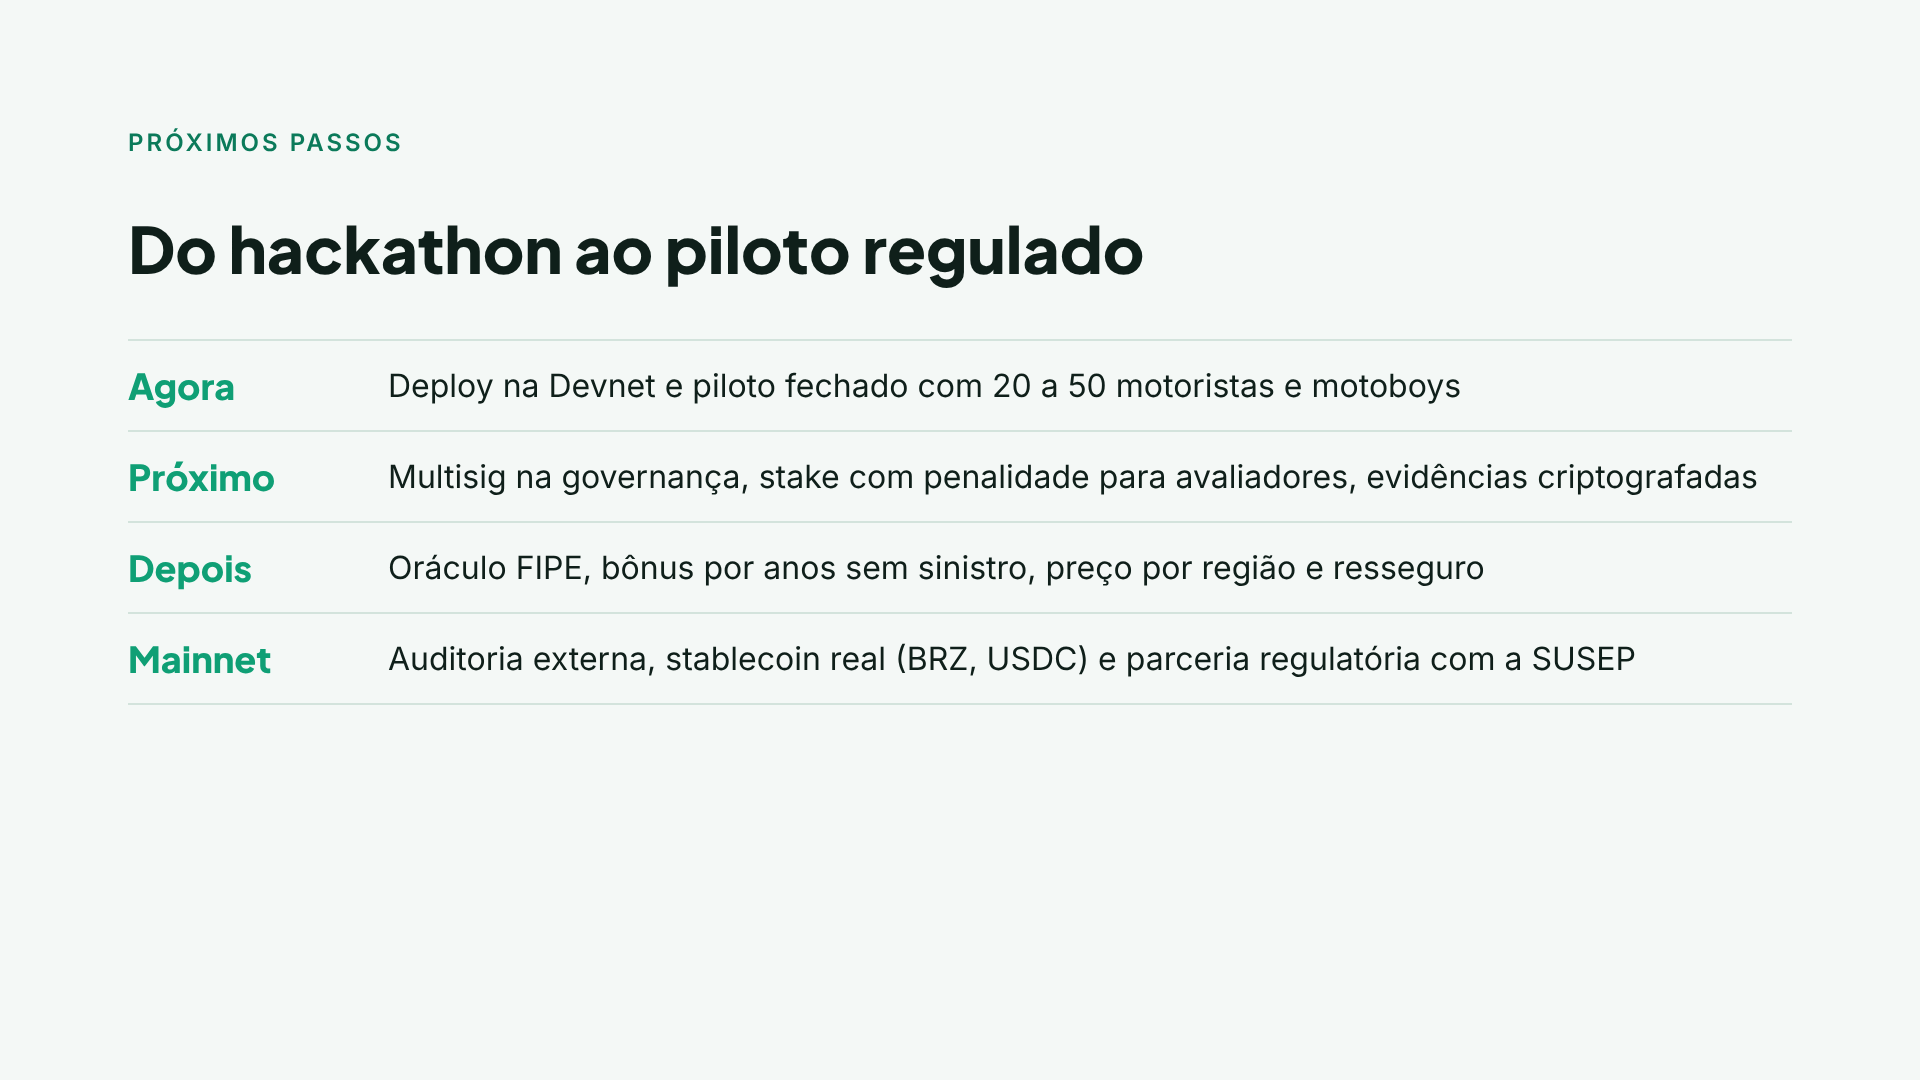 PRÓXIMOS PASSOS
Do hackathon ao piloto regulado
Agora Deploy na Devnet e piloto fechado com 20 a 50 motoristas e motoboys
Próximo Multisig na governança, stake com penalidade para avaliadores, evidências criptografadas
Depois Oráculo FIPE, bônus por anos sem sinistro, preço por região e resseguro
Mainnet Auditoria externa, stablecoin real (BRZ, USDC) e parceria regulatória com a SUSEP